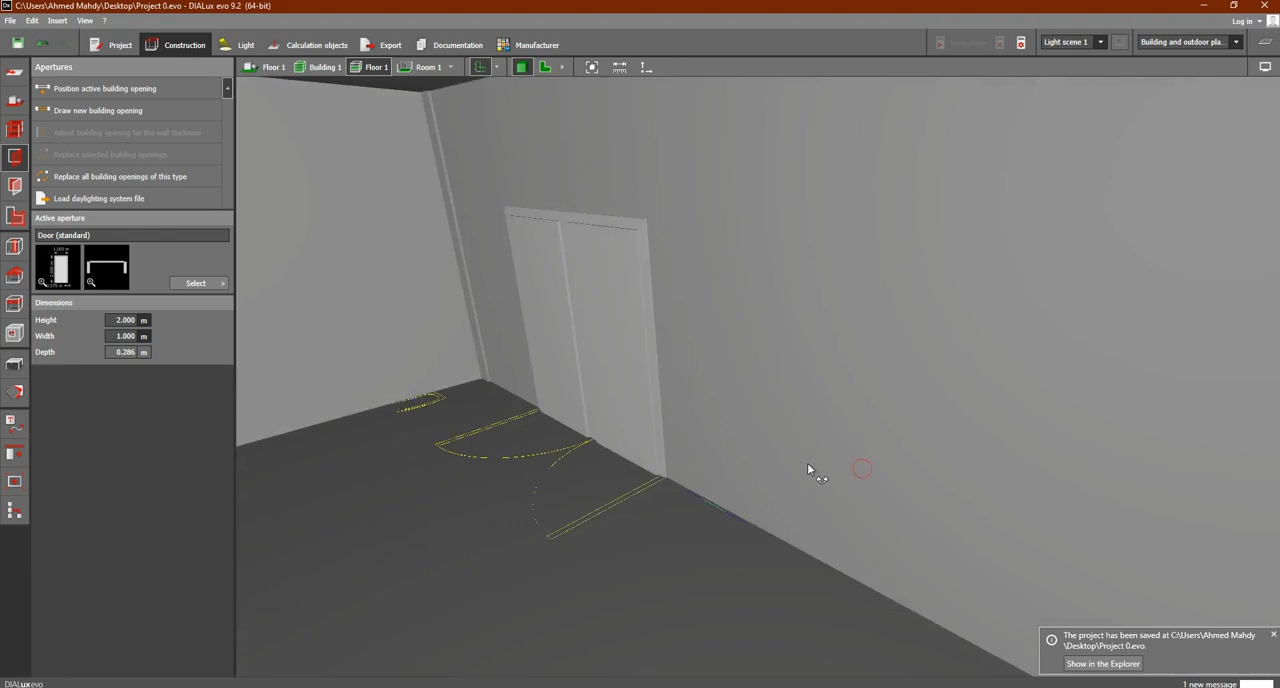 C:\Users\Ahmed Mahdy\Desktop\Project 0.evo - DIALux evo 9.2 (64-bit)
File Edit Insert View ?
Log in
Project Construction Light Calculation objects Export Documentation Manufacturer
Light scene 1
Building and outdoor pla...
Apertures
Floor 1 Building 1 Floor 1 Room 1
Position active building opening
Draw new building opening
Adjust building opening for the wall thickness
Replace selected building openings
Replace all building openings of this type
Load daylighting system file
Active aperture
Door (standard)
Select
Dimensions
Height 2.000 m
Width 1.000 m
Depth 0.286 m
The project has been saved at C:\Users\Ahmed Mahdy
\Desktop\Project 0.evo.
Show in the Explorer
DIALux evo
1 new message